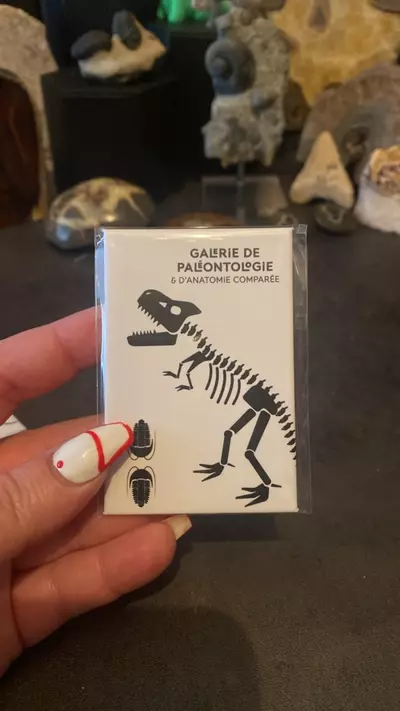 GALERIE DE
PALÉONTOLOGIE
& D'ANATOMIE COMPARÉE